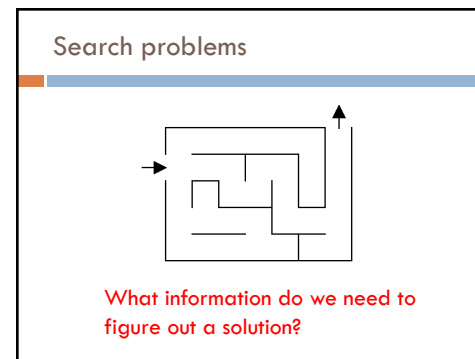 Search problems
What information do we need to
figure out a solution?